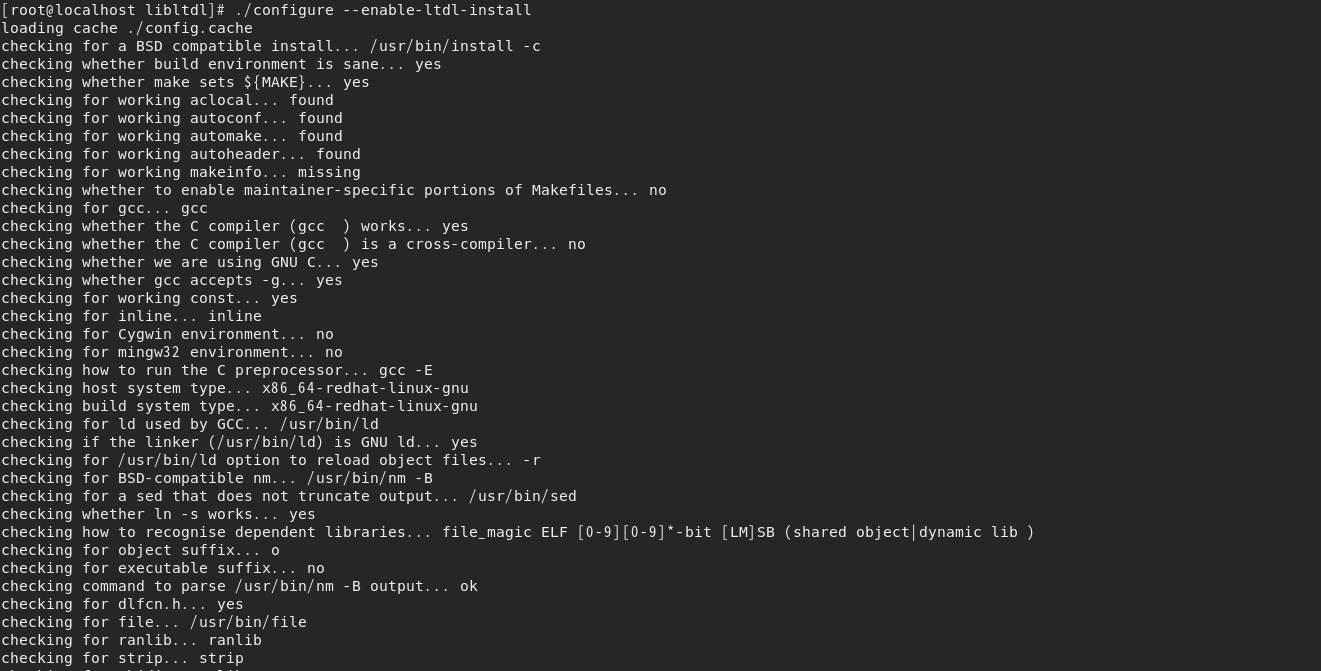 [root@localhost libltdl]# ./configure --enable-ltdl-install
loading cache ./config.cache
checking for a BSD compatible install... /usr/bin/install -c
checking whether build environment is sane... yes
checking whether make sets ${MAKE}... yes
checking for working aclocal... found
checking for working autoconf... found
checking for working automake... found
checking for working autoheader... found
checking for working makeinfo... missing
checking whether to enable maintainer-specific portions of Makefiles... no
checking for gcc... gcc
checking whether the C compiler (gcc  ) works... yes
checking whether the C compiler (gcc  ) is a cross-compiler... no
checking whether we are using GNU C... yes
checking whether gcc accepts -g... yes
checking for working const... yes
checking for inline... inline
checking for Cygwin environment... no
checking for mingw32 environment... no
checking how to run the C preprocessor... gcc -E
checking host system type... x86_64-redhat-linux-gnu
checking build system type... x86_64-redhat-linux-gnu
checking for ld used by GCC... /usr/bin/ld
checking if the linker (/usr/bin/ld) is GNU ld... yes
checking for /usr/bin/ld option to reload object files... -r
checking for BSD-compatible nm... /usr/bin/nm -B
checking for a sed that does not truncate output... /usr/bin/sed
checking whether ln -s works... yes
checking how to recognise dependent libraries... file_magic ELF [0-9][0-9]*-bit [LM]SB (shared object|dynamic lib )
checking for object suffix... o
checking for executable suffix... no
checking command to parse /usr/bin/nm -B output... ok
checking for dlfcn.h... yes
checking for file... /usr/bin/file
checking for ranlib... ranlib
checking for strip... strip